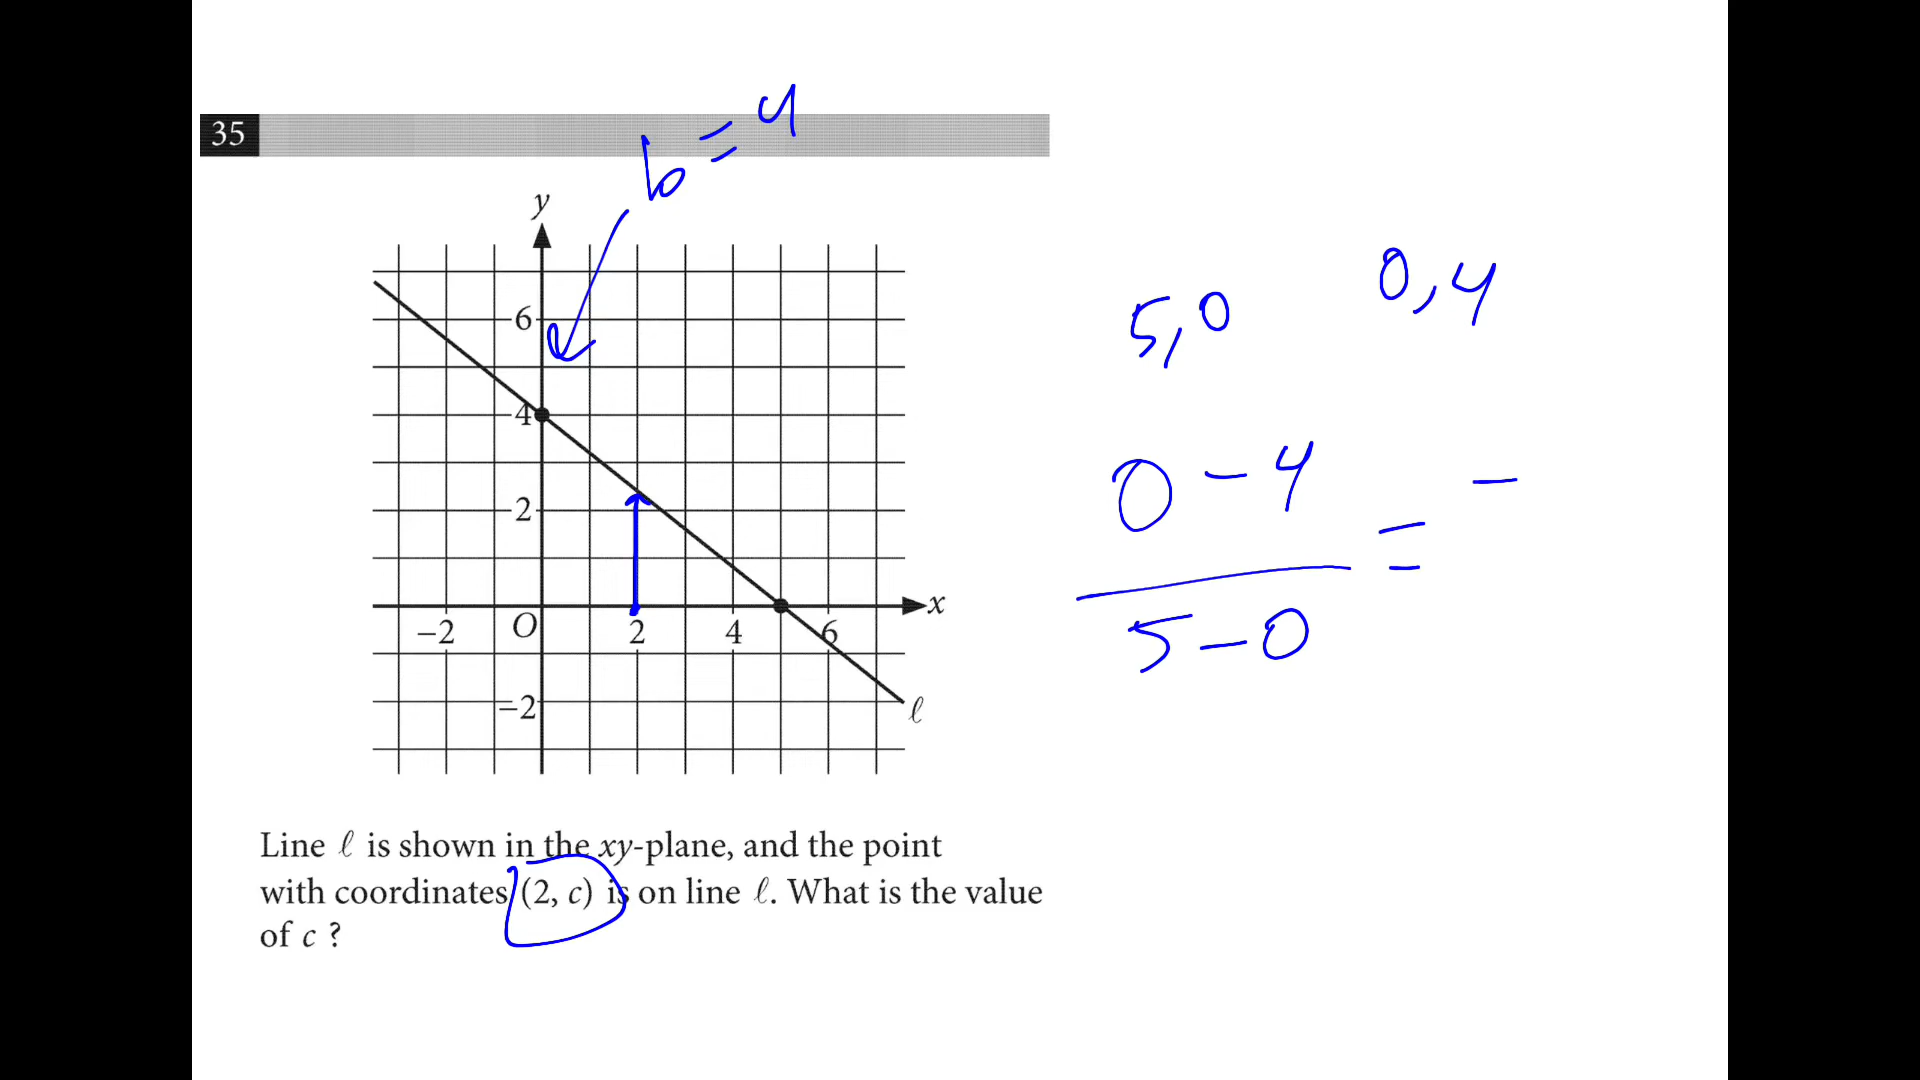 35
b = 4
y
0,4
5,0
6
4
0 - 4
-
2
=
x
-2 O 2 4 6
5 - 0
-2
ℓ
Line ℓ is shown in the xy-plane, and the point
with coordinates (2, c) is on line ℓ. What is the value
of c ?